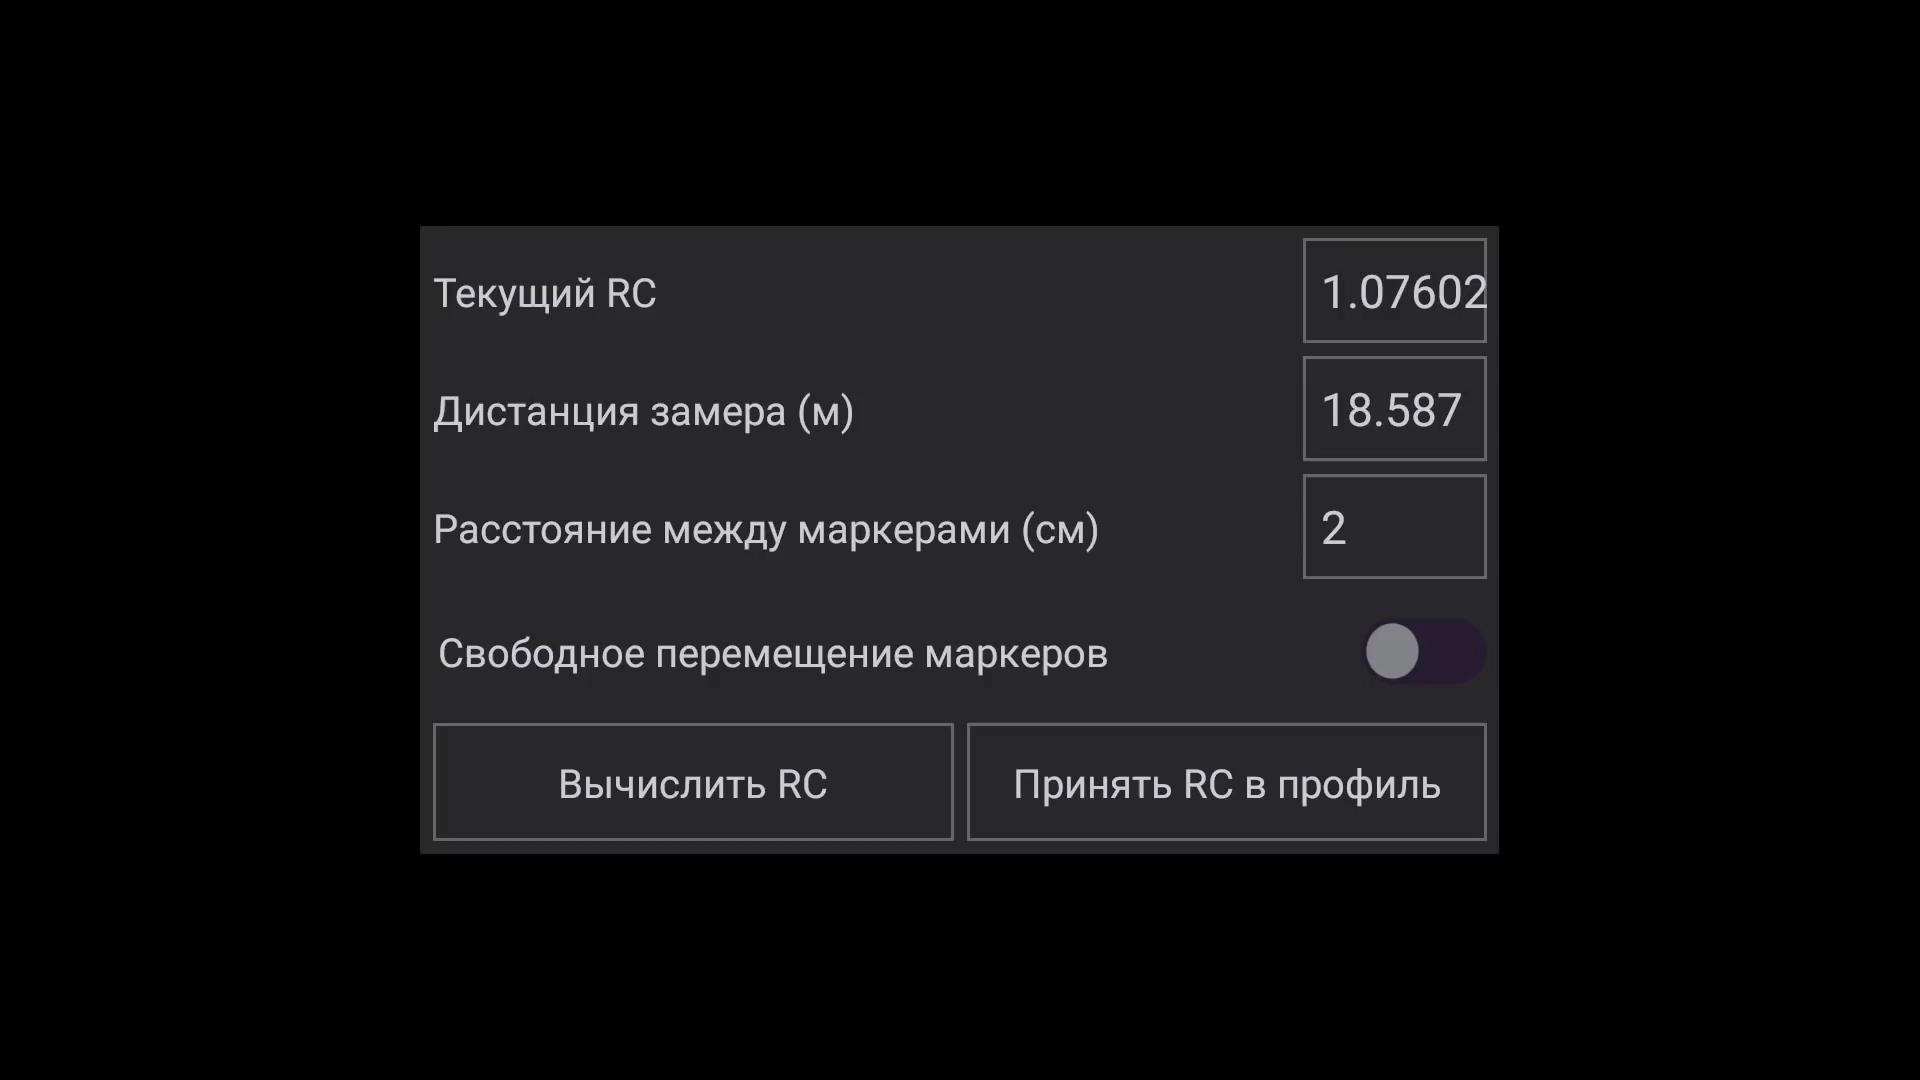 Текущий RC
1.07602
Дистанция замера (м)
18.587
Расстояние между маркерами (см)
2
Свободное перемещение маркеров
Вычислить RC
Принять RC в профиль